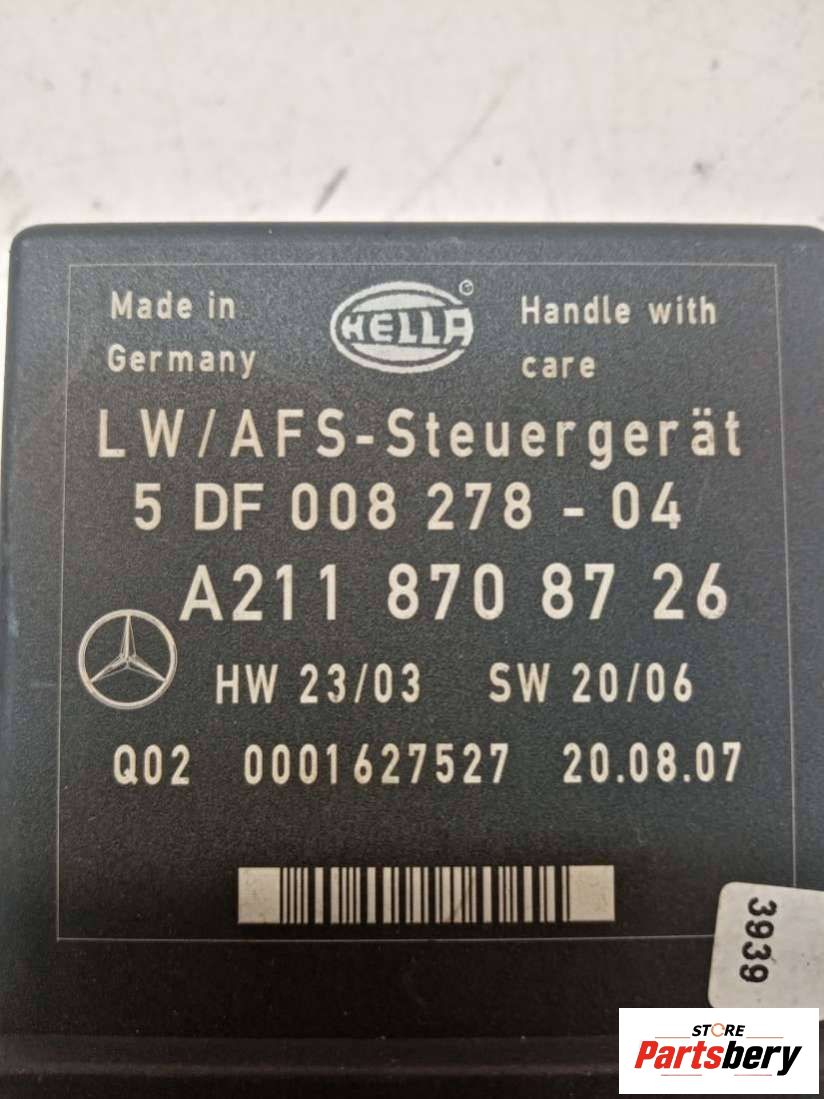 Made in
Germany
HELLA
©
Handle with
care
LW/AFS-Steuergerät
5 DF 008 278 - 04
A211 870 87 26
HW 23/03 SW 20/06
Q02 0001627527 20.08.07
3939
STORE
Partsbery